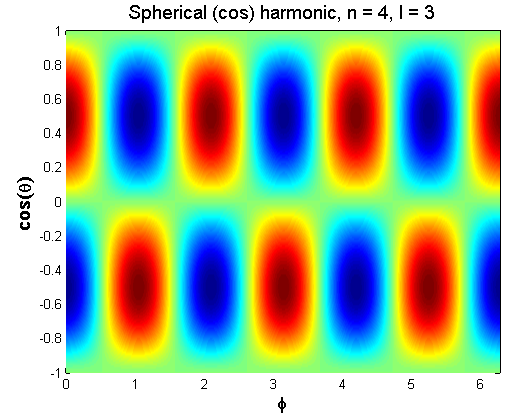 Spherical (cos) harmonic, n = 4, l = 3
1
0.8
0.6
0.4
0.2
0
-0.2
-0.4
-0.6
-0.8
-1
cos(θ)
0 1 2 3 4 5 6
ϕ